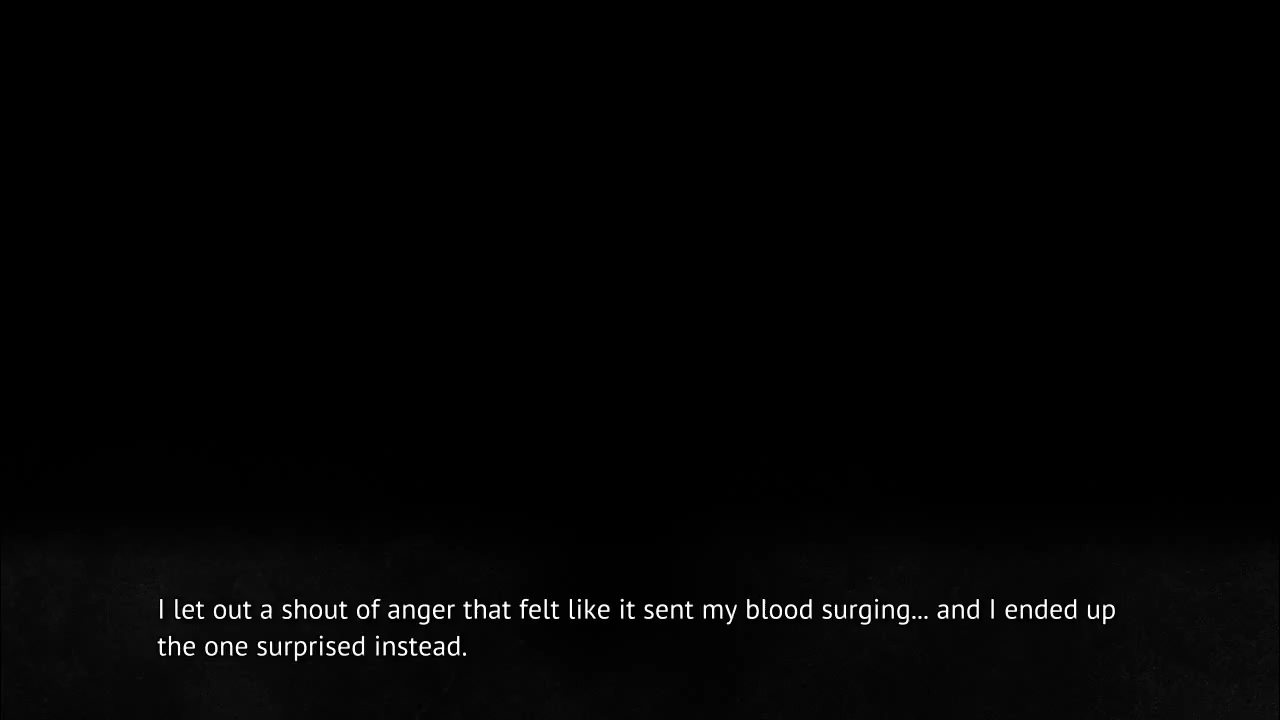 I let out a shout of anger that felt like it sent my blood surging... and I ended up
the one surprised instead.